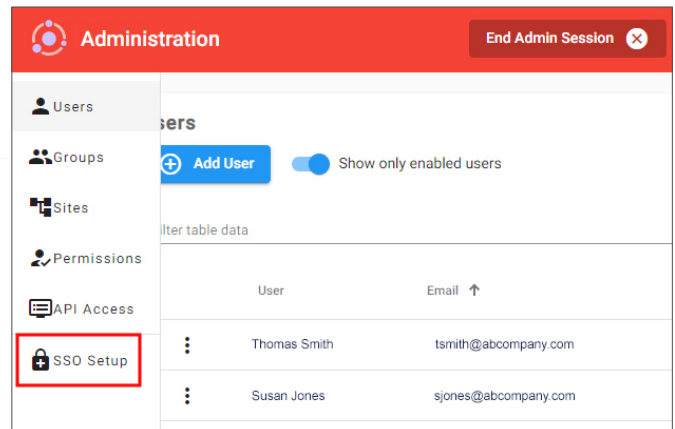 Administration
End Admin Session
Users
Groups
Sites
Permissions
API Access
SSO Setup
sers
Add User
Show only enabled users
ilter table data
User
Email
Thomas Smith
tsmith@abcompany.com
Susan Jones
sjones@abcompany.com